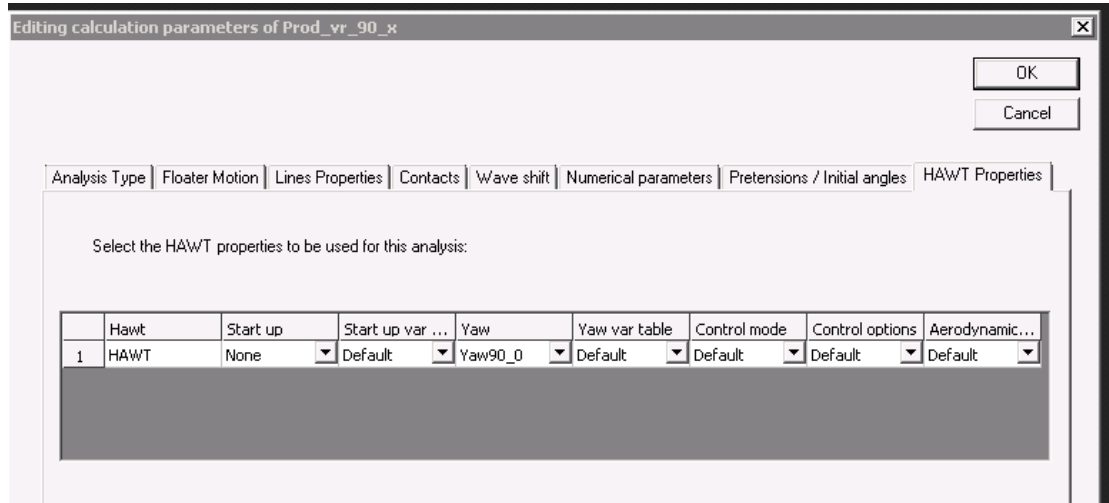 Editing calculation parameters of Prod_vr_90_x
OK
Cancel
Analysis Type Floater Motion Lines Properties Contacts Wave shift Numerical parameters Pretensions / Initial angles HAWT Properties
Select the HAWT properties to be used for this analysis:
Hawt Start up Start up var ... Yaw Yaw var table Control mode Control options Aerodynamic...
1 HAWT None Default Yaw90_0 Default Default Default Default